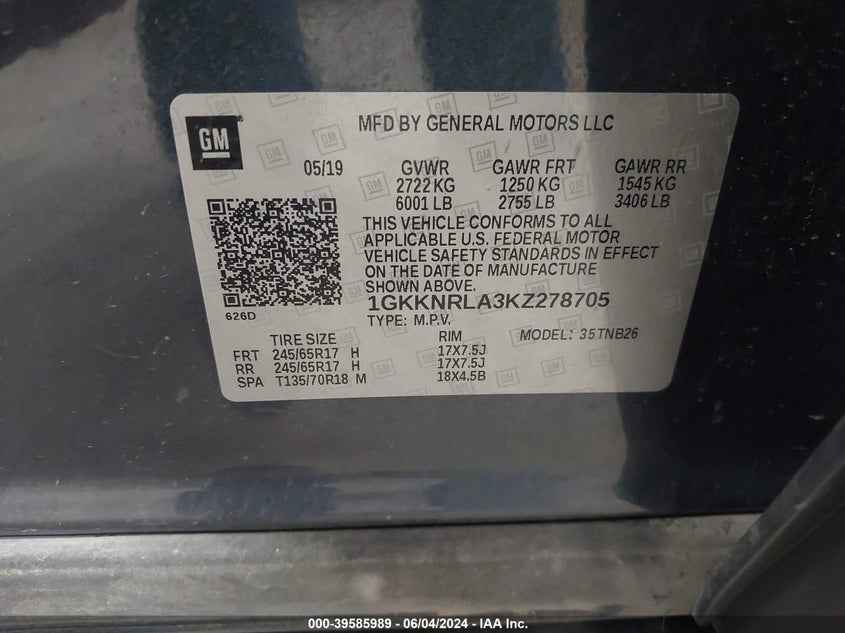 GM
MFD BY GENERAL MOTORS LLC
05/19 GVWR GAWR FRT GAWR RR
2722 KG 1250 KG 1545 KG
6001 LB 2755 LB 3406 LB
THIS VEHICLE CONFORMS TO ALL
APPLICABLE U.S. FEDERAL MOTOR
VEHICLE SAFETY STANDARDS IN EFFECT
ON THE DATE OF MANUFACTURE
SHOWN ABOVE.
1GKKNRLA3KZ278705
626D
TYPE: M.P.V. MODEL: 35TNB26
TIRE SIZE RIM
FRT 245/65R17 H 17X7.5J
RR 245/65R17 H 17X7.5J
SPA T135/70R18 M 18X4.5B
000-39585989 - 06/04/2024 - IAA Inc.